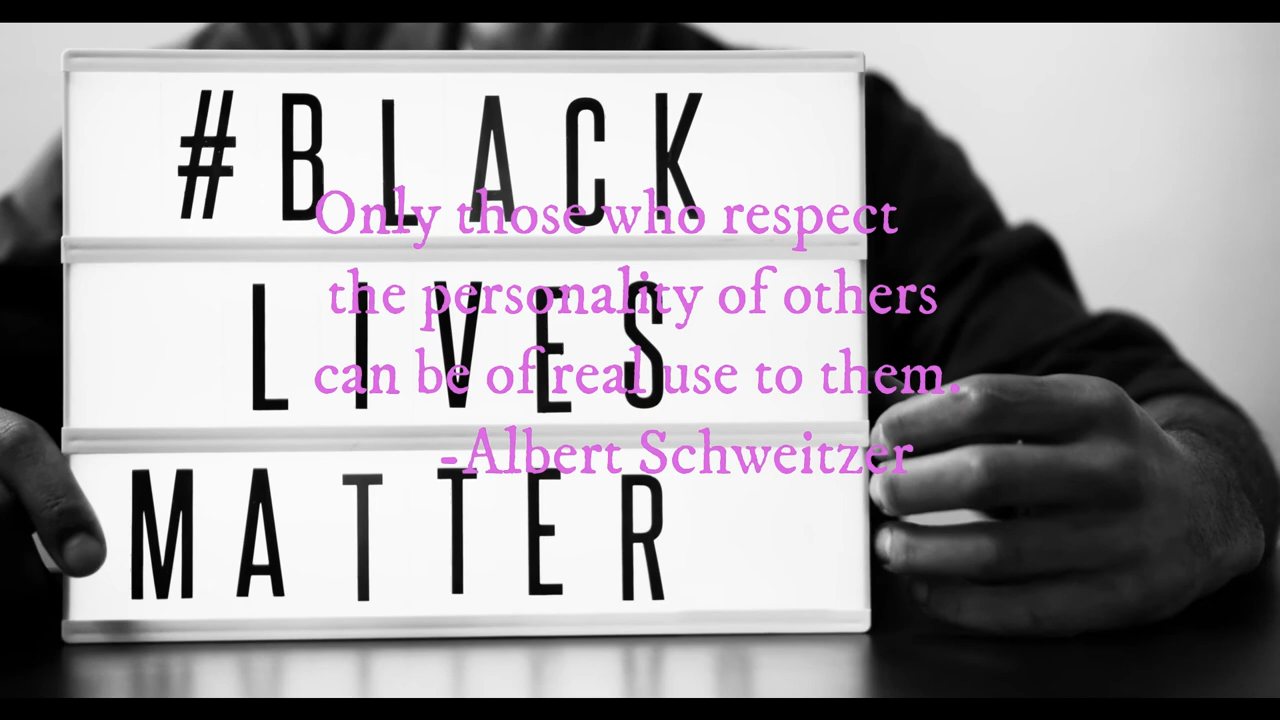 #BLACK
LIVES
MATTER
Only those who respect
the personality of others
can be of real use to them.
-Albert Schweitzer